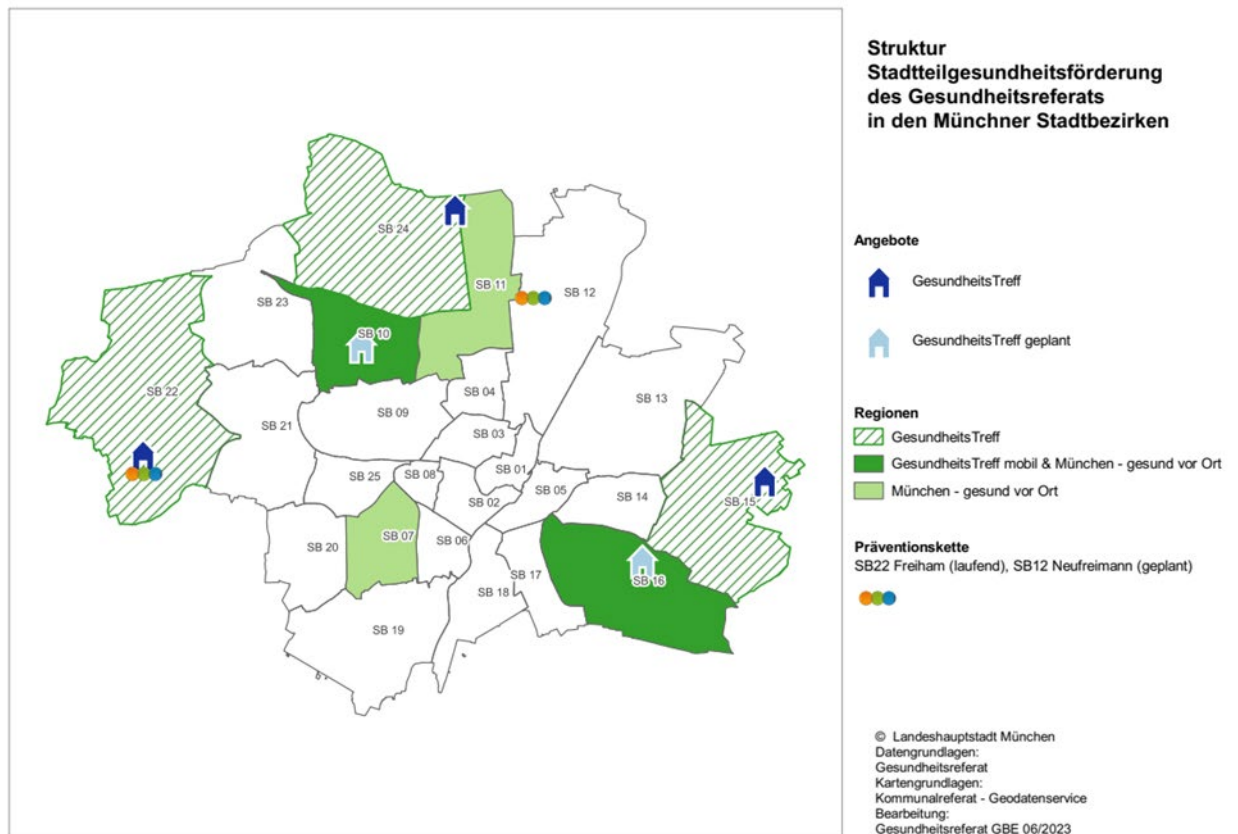 Struktur
Stadtteilgesundheitsförderung
des Gesundheitsreferats
in den Münchner Stadtbezirken
SB 24
SB 11
SB 12
SB 23
SB 10
SB 22
SB 04
SB 13
SB 09
SB 21
SB 03
SB 01
SB 25
SB 08
SB 05
SB 14
SB 02
SB 15
SB 07
SB 06
SB 20
SB 17
SB 16
SB 18
SB 19
Angebote
GesundheitsTreff
GesundheitsTreff geplant
Regionen
GesundheitsTreff
GesundheitsTreff mobil & München - gesund vor Ort
München - gesund vor Ort
Präventionskette
SB22 Freiham (laufend), SB12 Neufreimann (geplant)
© Landeshauptstadt München
Datengrundlagen:
Gesundheitsreferat
Kartengrundlagen:
Kommunalreferat - Geodatenservice
Bearbeitung:
Gesundheitsreferat GBE 06/2023